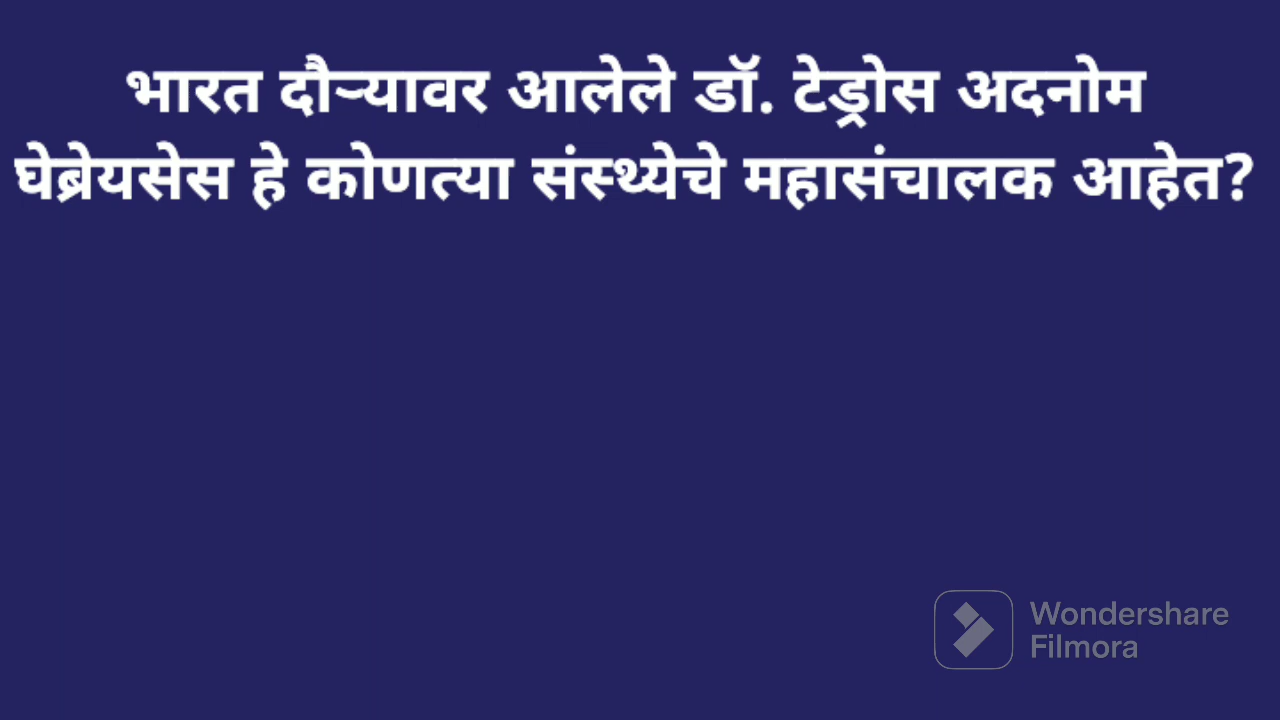 भारत दौऱ्यावर आलेले डॉ. टेड्रोस अदनोम
घेब्रेयसेस हे कोणत्या संस्थ्येचे महासंचालक आहेत?
Wondershare
Filmora